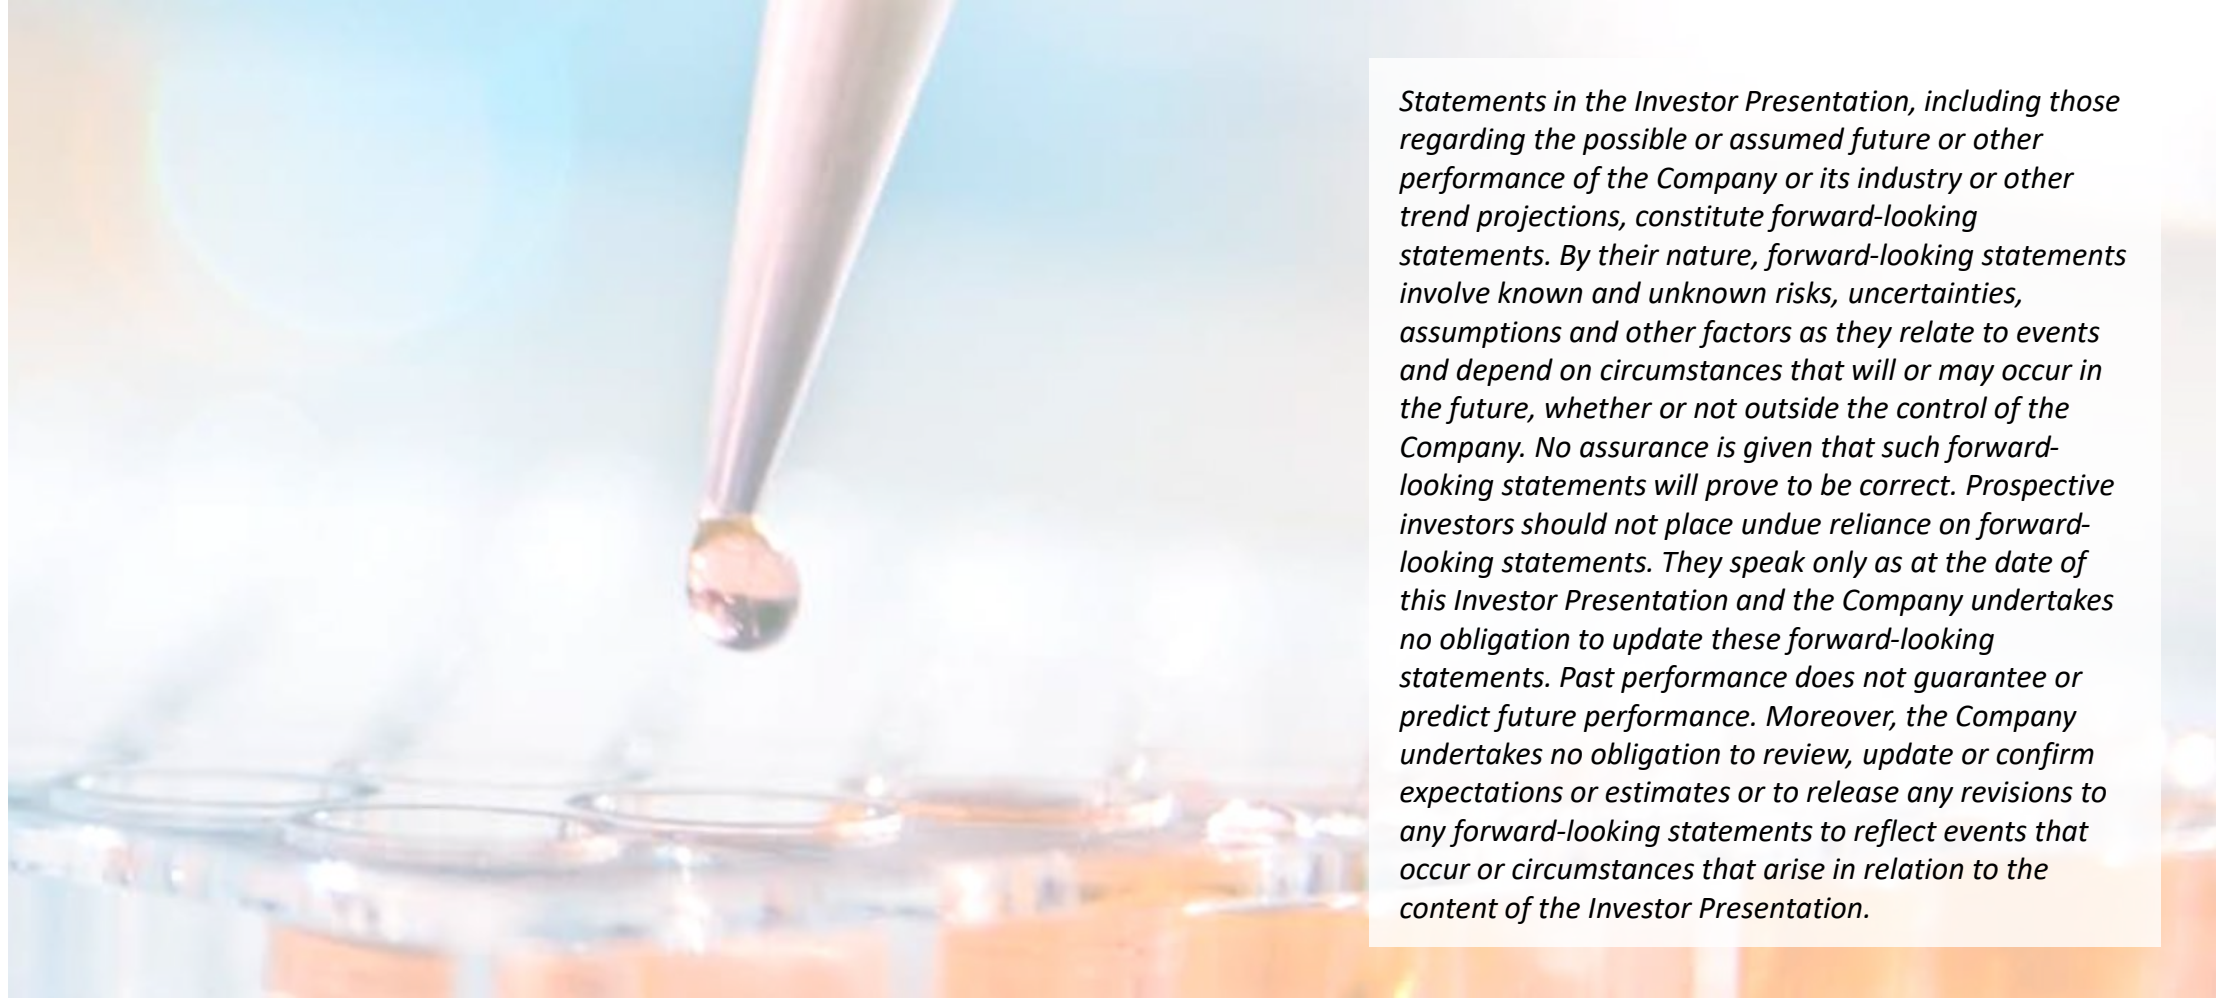 Statements in the Investor Presentation, including those
regarding the possible or assumed future or other
performance of the Company or its industry or other
trend projections, constitute forward-looking
statements. By their nature, forward-looking statements
involve known and unknown risks, uncertainties,
assumptions and other factors as they relate to events
and depend on circumstances that will or may occur in
the future, whether or not outside the control of the
Company. No assurance is given that such forward-
looking statements will prove to be correct. Prospective
investors should not place undue reliance on forward-
looking statements. They speak only as at the date of
this Investor Presentation and the Company undertakes
no obligation to update these forward-looking
statements. Past performance does not guarantee or
predict future performance. Moreover, the Company
undertakes no obligation to review, update or confirm
expectations or estimates or to release any revisions to
any forward-looking statements to reflect events that
occur or circumstances that arise in relation to the
content of the Investor Presentation.